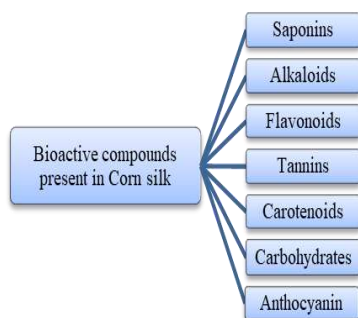 Saponins
Alkaloids
Flavonoids
Bioactive compounds
present in Corn silk
Tannins
Carotenoids
Carbohydrates
Anthocyanin